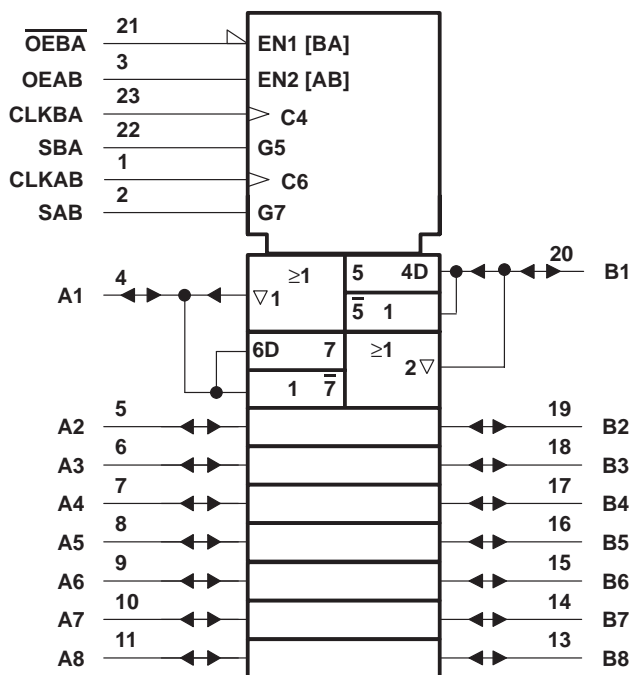 O̅E̅B̅A̅ 21 EN1 [BA]
OEAB 3 EN2 [AB]
CLKBA 23 C4
SBA 22 G5
CLKAB 1 C6
SAB 2 G7
A1 4 ▽1 ≥1 5 4D 20 B1
5̅ 1
6D 7 ≥1 2▽
1 7̅
A2 5 19 B2
A3 6 18 B3
A4 7 17 B4
A5 8 16 B5
A6 9 15 B6
A7 10 14 B7
A8 11 13 B8